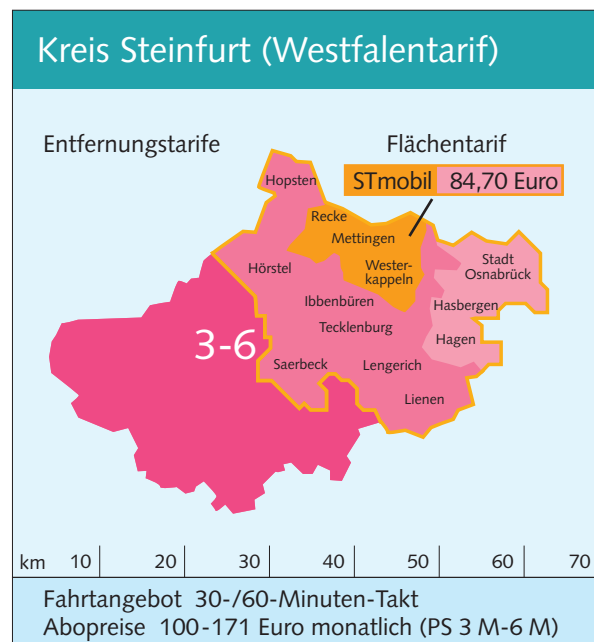 Kreis Steinfurt (Westfalentarif)
Entfernungstarife
Flächentarif
STmobil 84,70 Euro
Hopsten
Recke
Mettingen
Wester-
kappeln
Stadt
Osnabrück
Hörstel
Ibbenbüren
Hasbergen
Tecklenburg
Hagen
3-6
Saerbeck
Lengerich
Lienen
km 10 20 30 40 50 60 70
Fahrtangebot 30-/60-Minuten-Takt
Abopreise 100-171 Euro monatlich (PS 3 M-6 M)